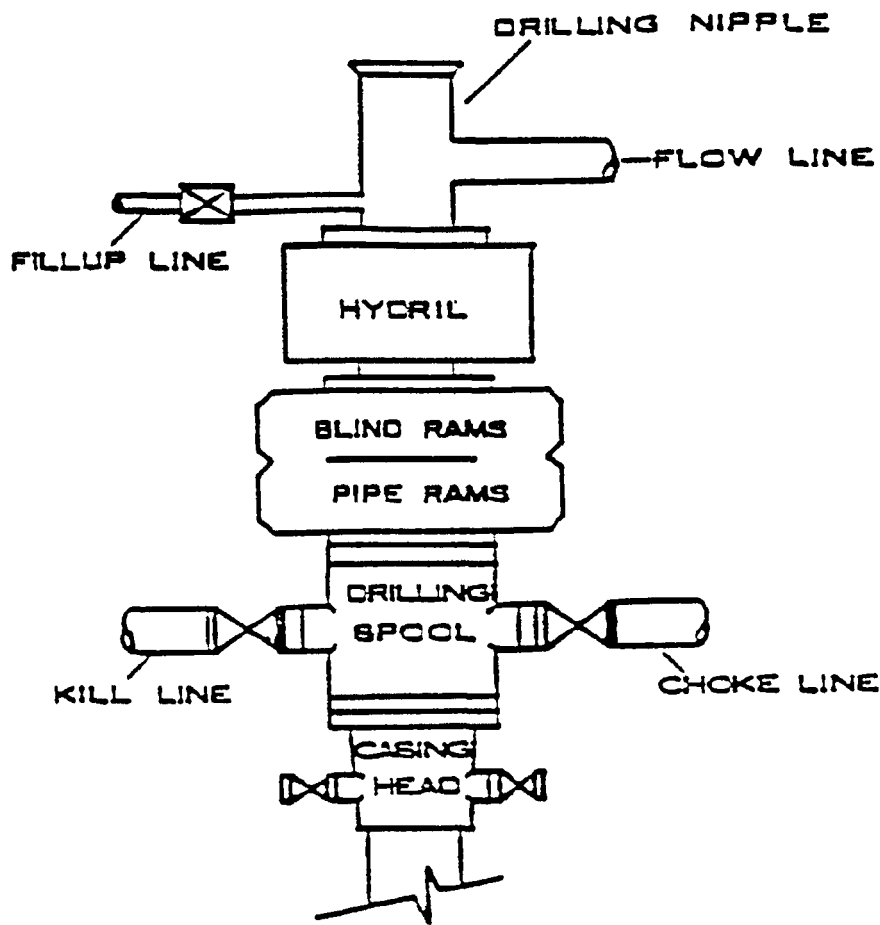 DRILLING NIPPLE
FLOW LINE
FILLUP LINE
HYDRIL
BLIND RAMS
PIPE RAMS
DRILLING
SPOOL
KILL LINE
CHOKE LINE
CASING
HEAD